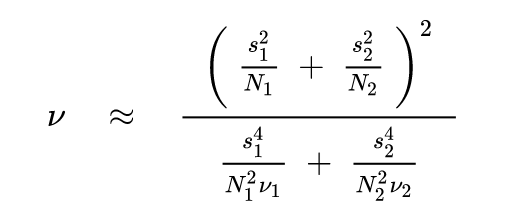 ν ≈ ( s₁²/N₁ + s₂²/N₂ )² / ( s₁⁴/(N₁²ν₁) + s₂⁴/(N₂²ν₂) )